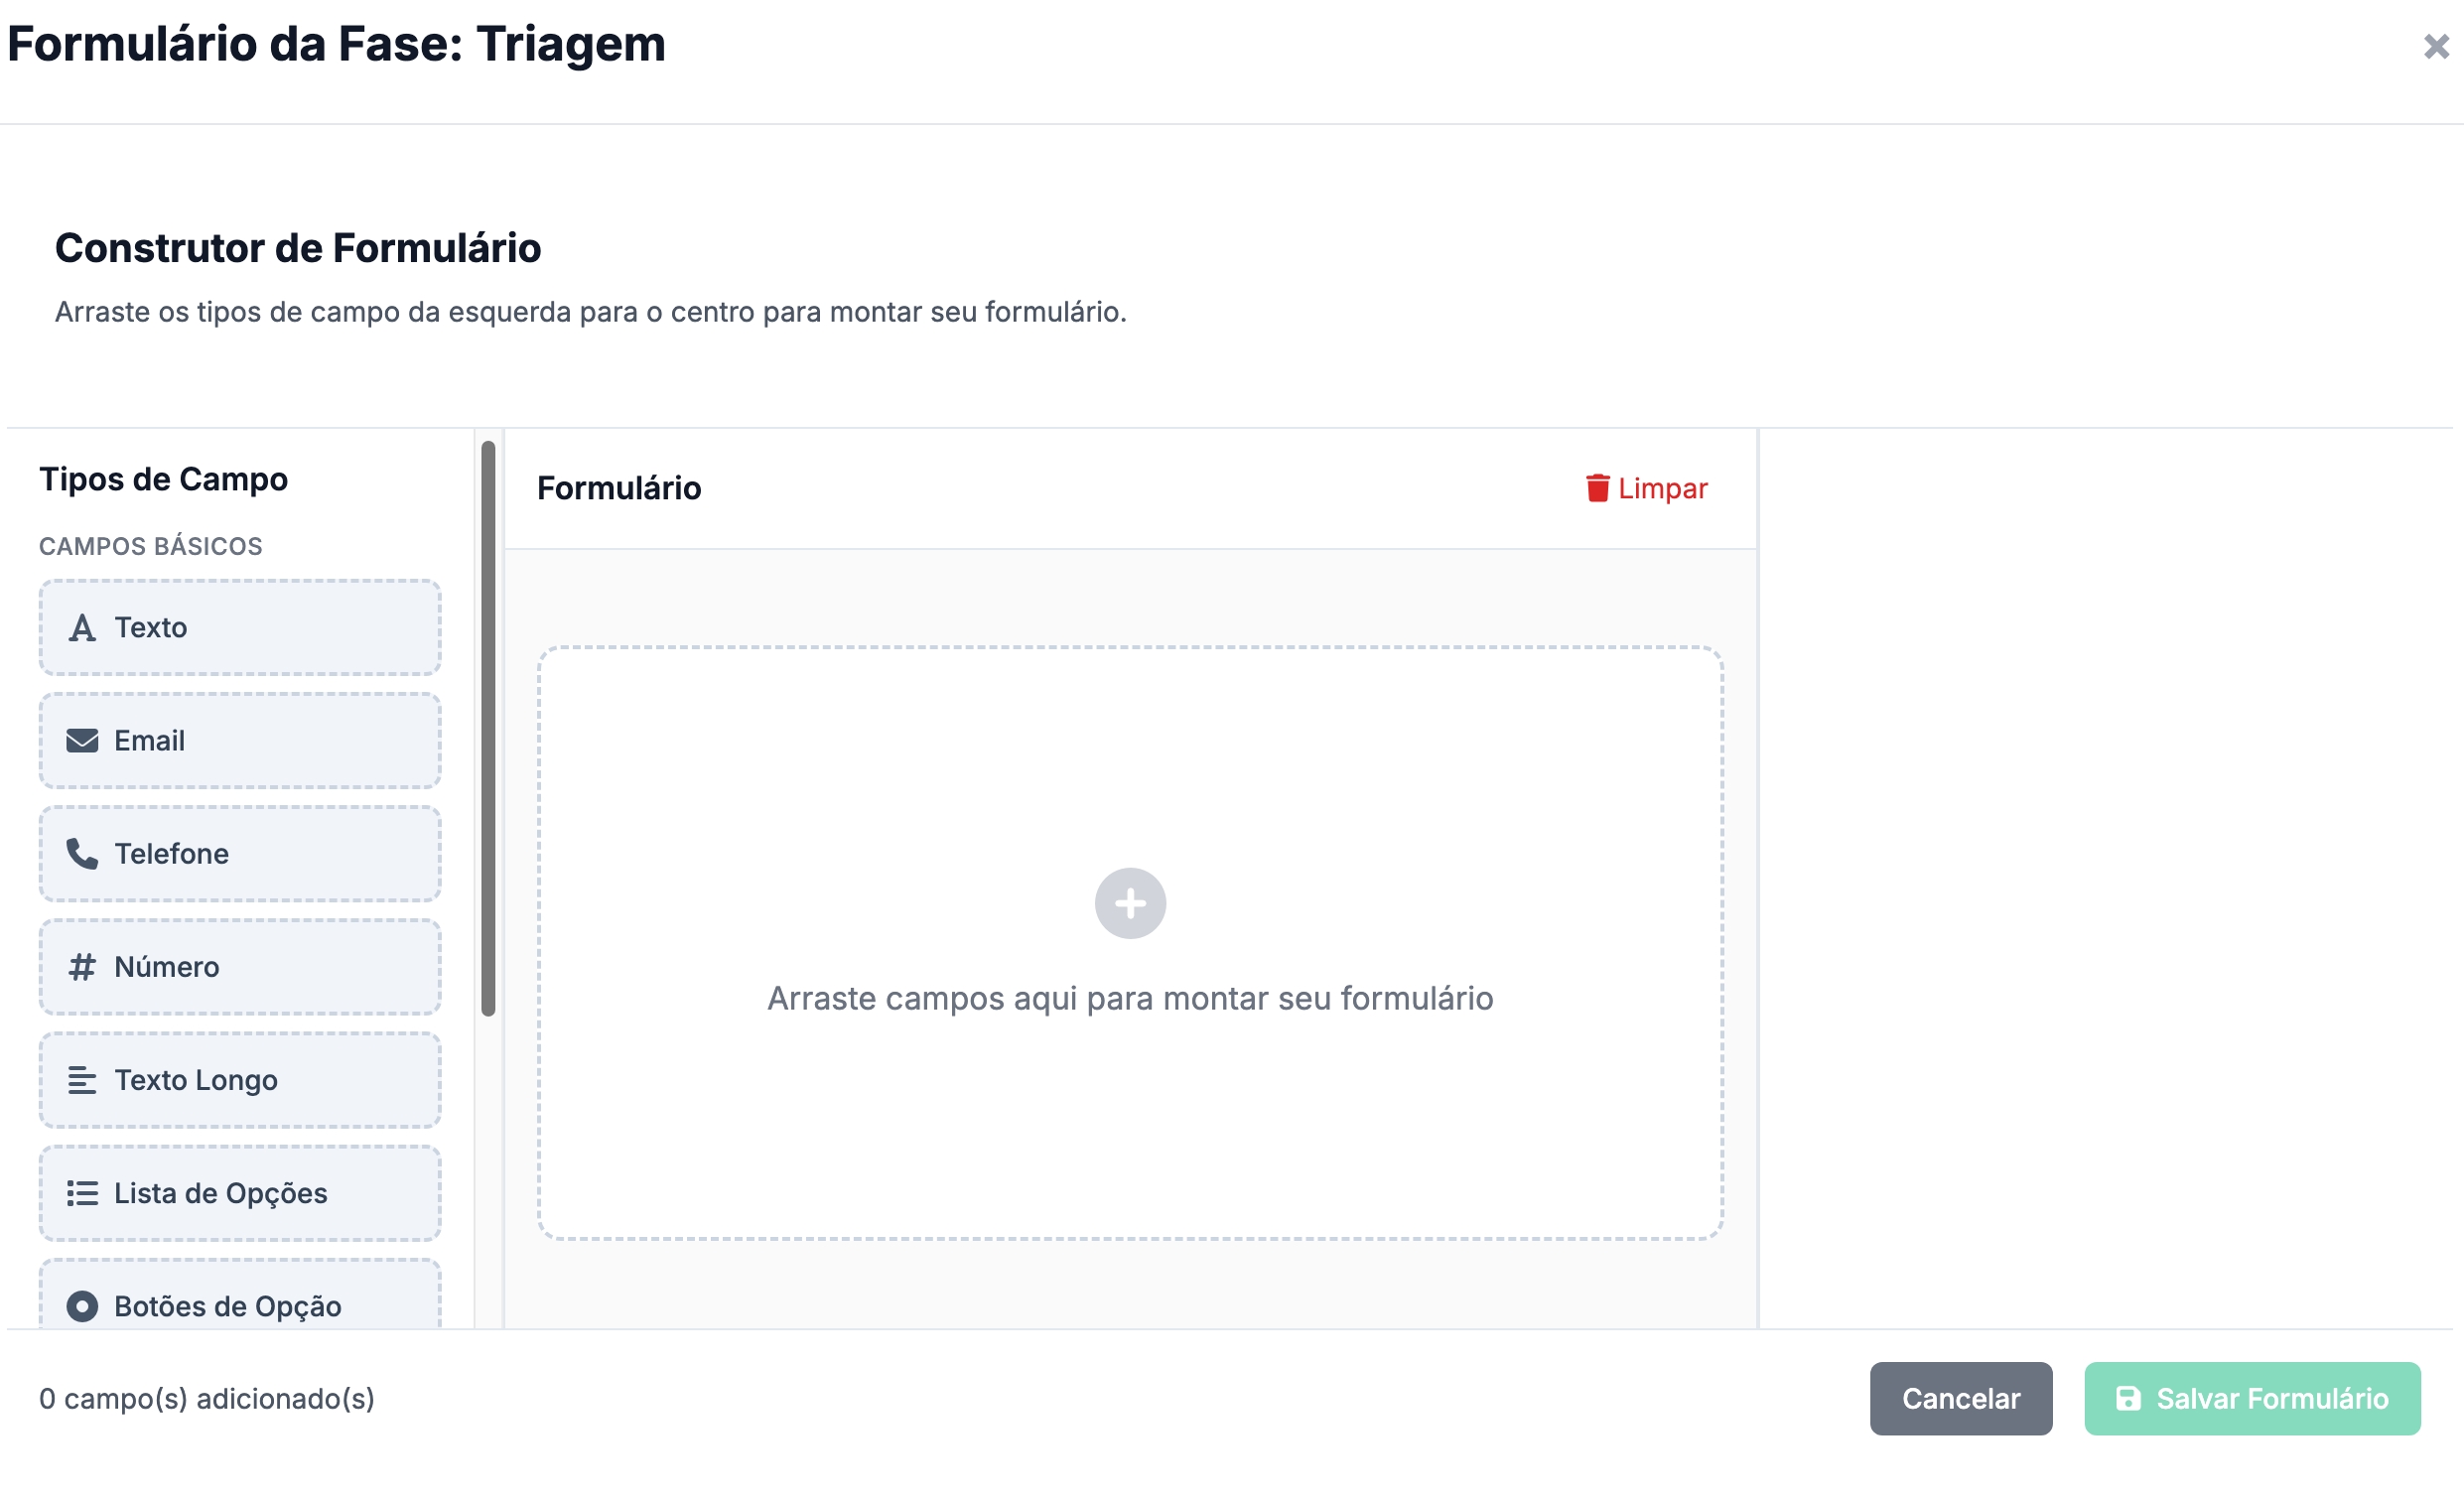 Formulário da Fase: Triagem
Construtor de Formulário
Arraste os tipos de campo da esquerda para o centro para montar seu formulário.
Tipos de Campo
CAMPOS BÁSICOS
Texto
Email
Telefone
Número
Texto Longo
Lista de Opções
Botões de Opção
Formulário
Limpar
Arraste campos aqui para montar seu formulário
0 campo(s) adicionado(s)
Cancelar
Salvar Formulário